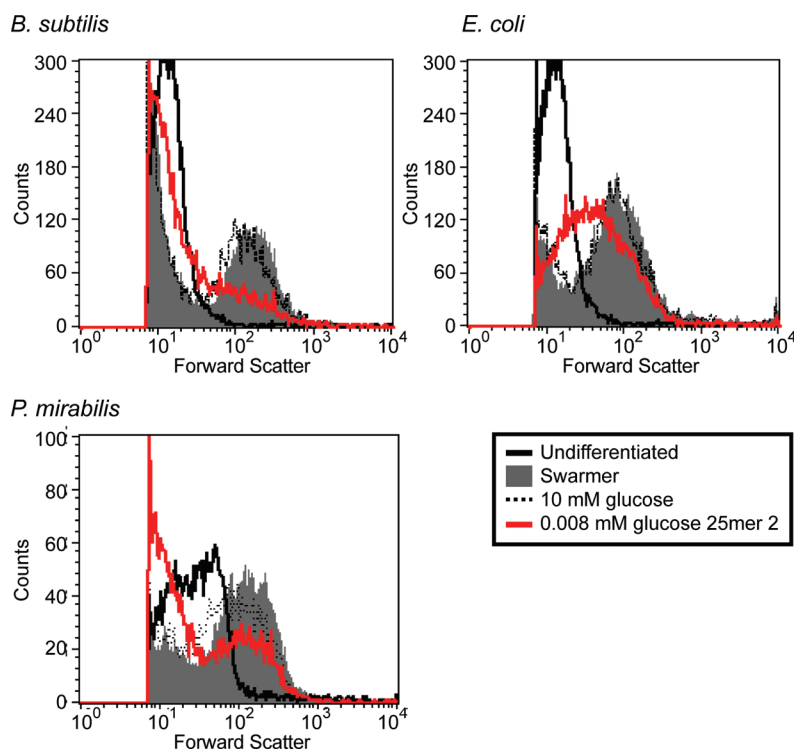 B. subtilis
E. coli
300
240
180
120
60
0
Counts
10^0 10^1 10^2 10^3 10^4
Forward Scatter
300
240
180
120
60
0
Counts
10^0 10^1 10^2 10^3 10^4
Forward Scatter
P. mirabilis
100
80
60
40
20
0
Counts
10^0 10^1 10^2 10^3 10^4
Forward Scatter
Undifferentiated
Swarmer
10 mM glucose
0.008 mM glucose 25mer 2